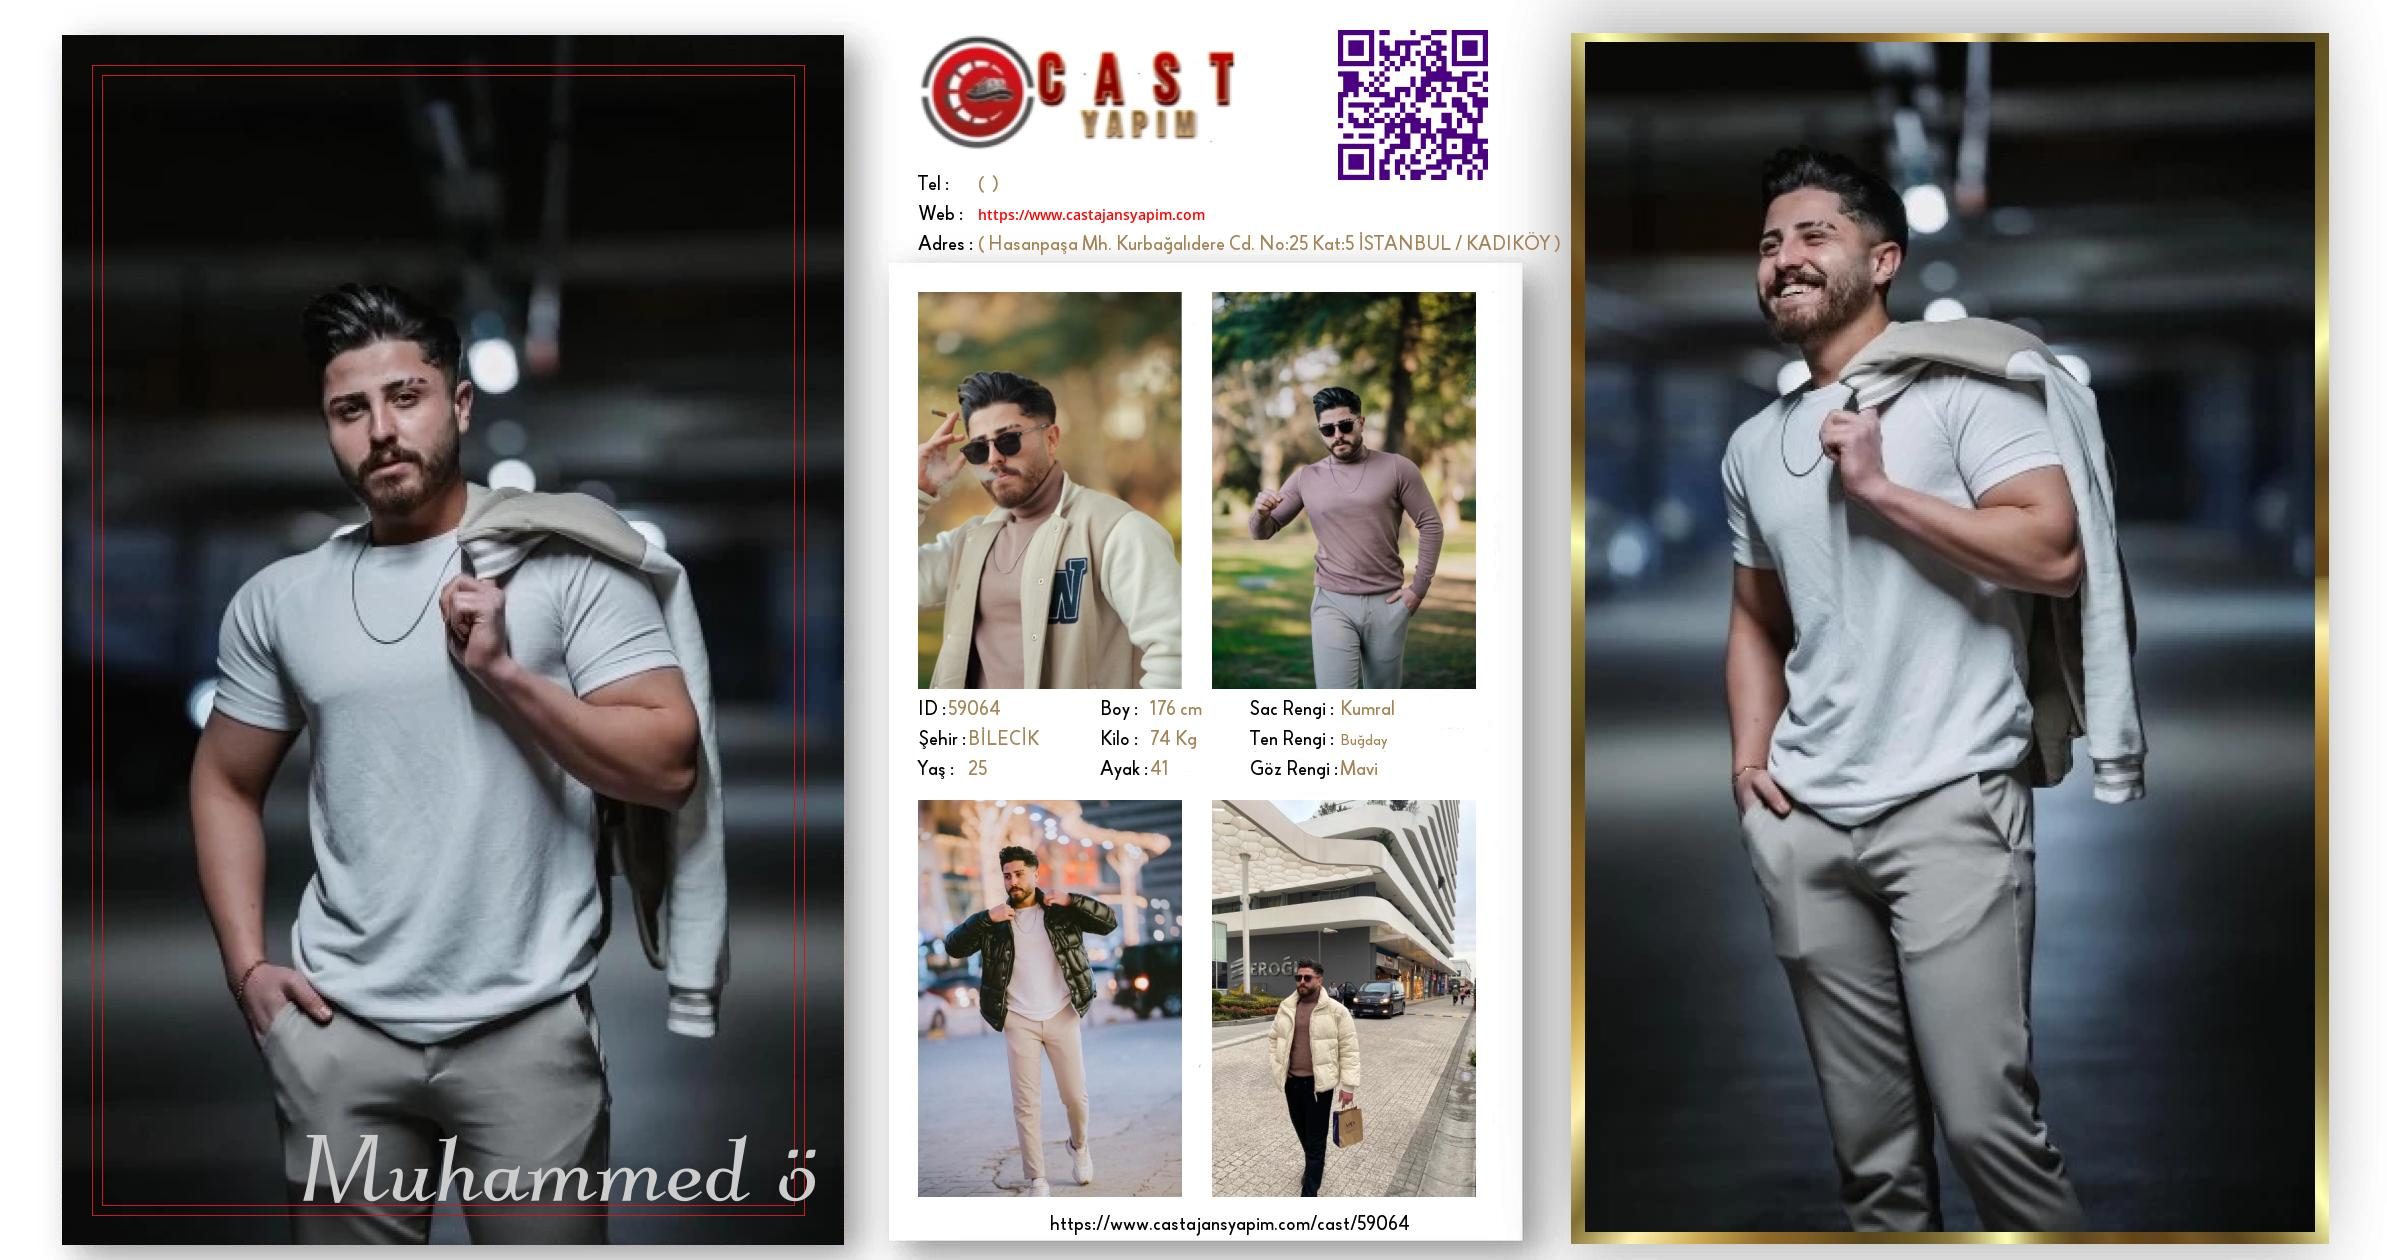 CAST
YAPIM
Tel : ( )
Web : https://www.castajansyapim.com
Adres : ( Hasanpaşa Mh. Kurbağalıdere Cd. No:25 Kat:5 İSTANBUL / KADIKÖY )
N
ID : 59064 Boy : 176 cm Sac Rengi : Kumral
Şehir : BİLECİK Kilo : 74 Kg Ten Rengi : Buğday
Yaş : 25 Ayak : 41 Göz Rengi : Mavi
EROĞL
https://www.castajansyapim.com/cast/59064
Muhammed ö